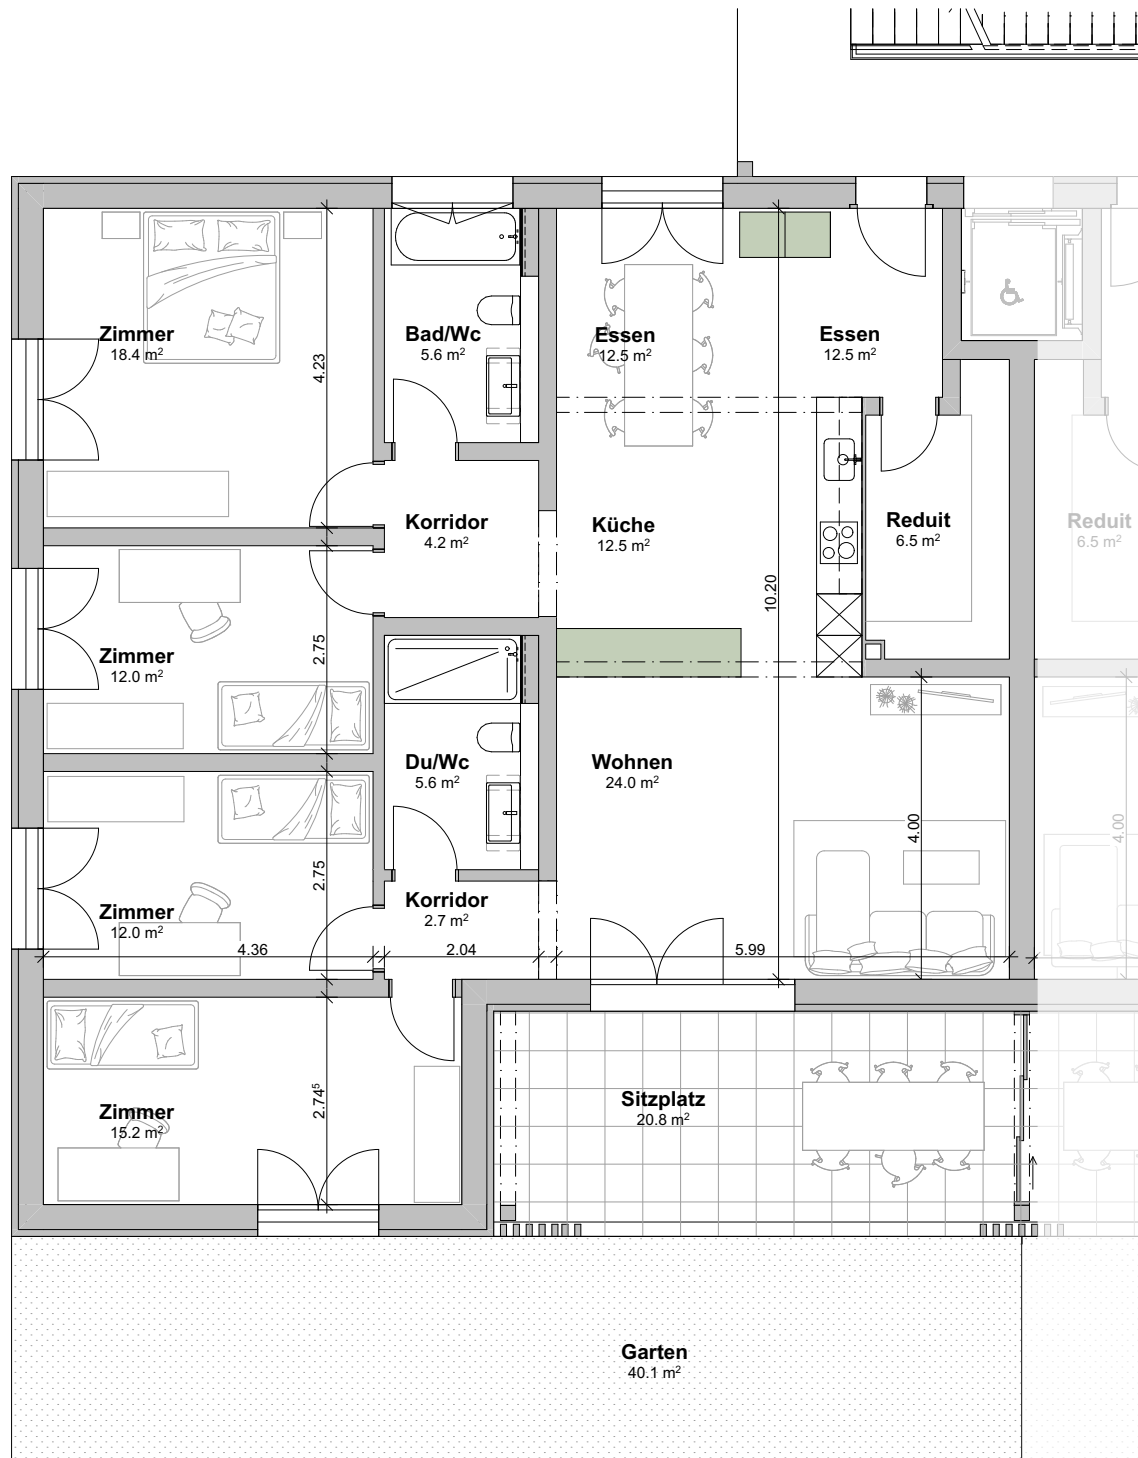 Zimmer
18.4 m²
4.23
Bad/Wc
5.6 m²
Essen
12.5 m²
Essen
12.5 m²
Korridor
4.2 m²
Küche
12.5 m²
Reduit
6.5 m²
Reduit
6.5 m²
10.20
Zimmer
12.0 m²
2.75
Du/Wc
5.6 m²
Wohnen
24.0 m²
4.00
4.00
Zimmer
12.0 m²
2.75
Korridor
2.7 m²
4.36
2.04
5.99
Zimmer
15.2 m²
2.74⁵
Sitzplatz
20.8 m²
Garten
40.1 m²